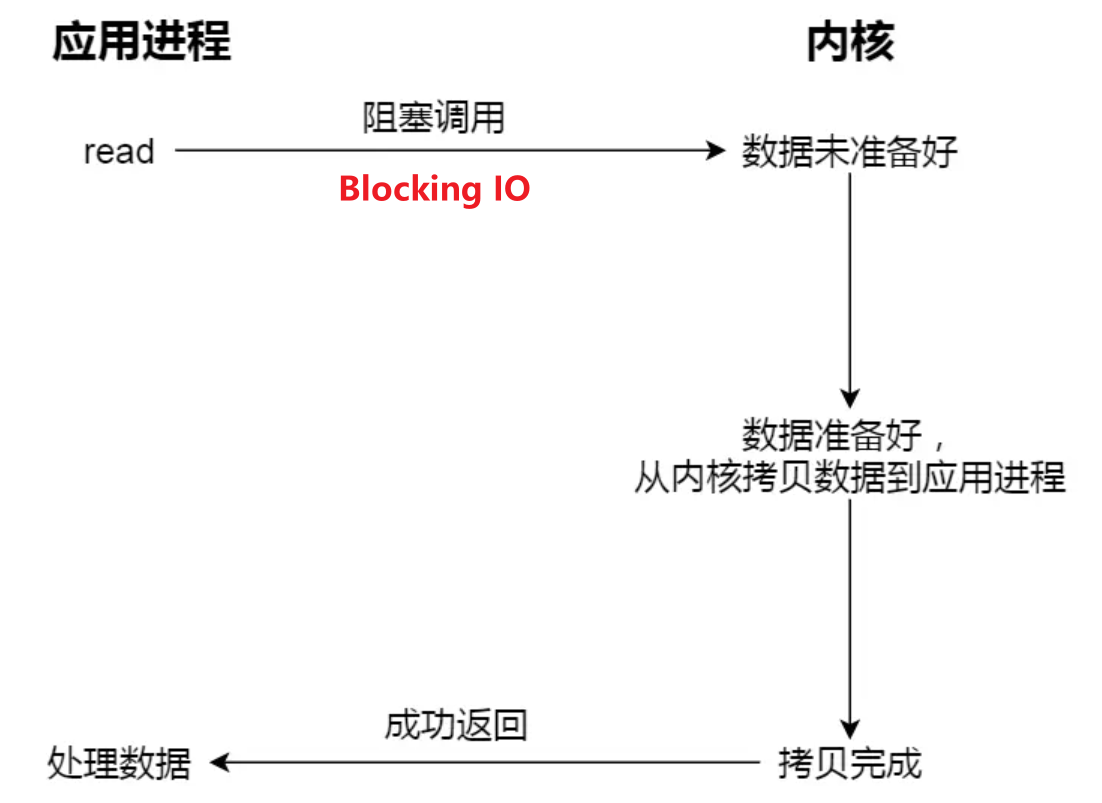 应用进程
内核
阻塞调用
read
数据未准备好
Blocking IO
数据准备好，
从内核拷贝数据到应用进程
成功返回
处理数据
拷贝完成